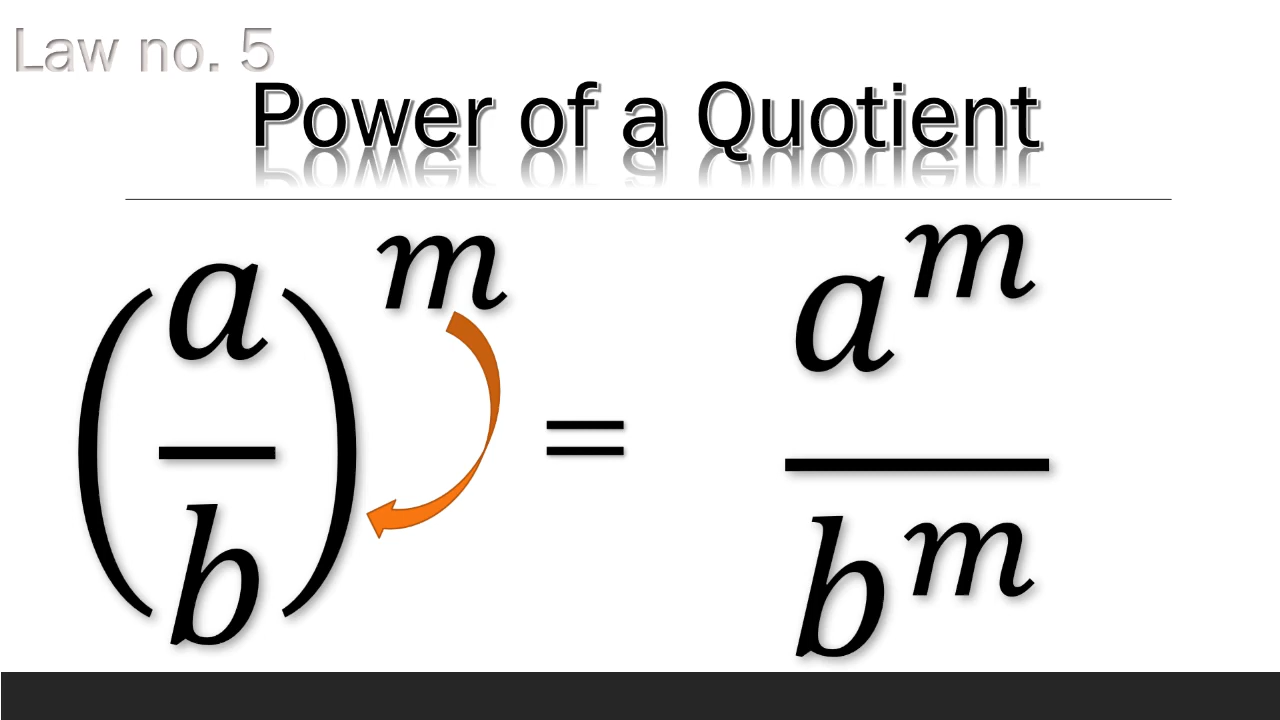 Law no. 5
Power of a Quotient
(a/b)^m = a^m/b^m